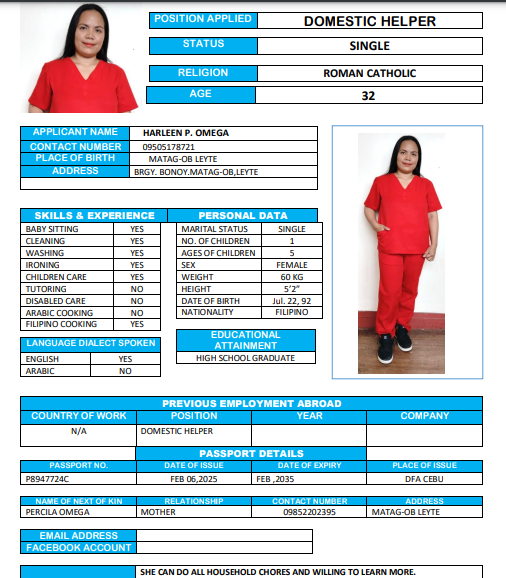 POSITION APPLIED DOMESTIC HELPER
STATUS SINGLE
RELIGION ROMAN CATHOLIC
AGE 32
APPLICANT NAME HARLEEN P. OMEGA
CONTACT NUMBER 09505178721
PLACE OF BIRTH MATAG-OB LEYTE
ADDRESS BRGY. BONOY.MATAG-OB,LEYTE
SKILLS & EXPERIENCE PERSONAL DATA
BABY SITTING YES MARITAL STATUS SINGLE
CLEANING YES NO. OF CHILDREN 1
WASHING YES AGES OF CHILDREN 5
IRONING YES SEX FEMALE
CHILDREN CARE YES WEIGHT 60 KG
TUTORING NO HEIGHT 5'2"
DISABLED CARE NO DATE OF BIRTH Jul. 22, 92
ARABIC COOKING NO NATIONALITY FILIPINO
FILIPINO COOKING YES
EDUCATIONAL
ATTAINMENT
HIGH SCHOOL GRADUATE
LANGUAGE DIALECT SPOKEN
ENGLISH YES
ARABIC NO
PREVIOUS EMPLOYMENT ABROAD
COUNTRY OF WORK POSITION YEAR COMPANY
N/A DOMESTIC HELPER
PASSPORT DETAILS
PASSPORT NO. DATE OF ISSUE DATE OF EXPIRY PLACE OF ISSUE
P8947724C FEB 06,2025 FEB ,2035 DFA CEBU
NAME OF NEXT OF KIN RELATIONSHIP CONTACT NUMBER ADDRESS
PERCILA OMEGA MOTHER 09852202395 MATAG-OB LEYTE
EMAIL ADDRESS
FACEBOOK ACCOUNT
SHE CAN DO ALL HOUSEHOLD CHORES AND WILLING TO LEARN MORE.